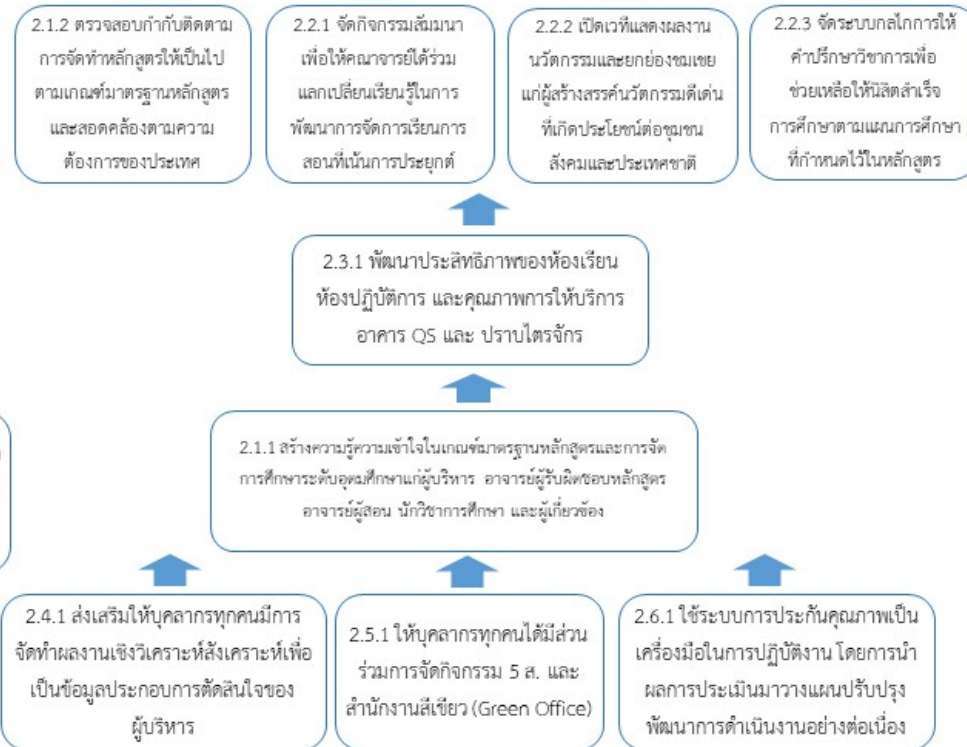 2.1.2 ตรวจสอบกำกับติดตาม
การจัดทำหลักสูตรให้เป็นไป
ตามเกณฑ์มาตรฐานหลักสูตร
และสอดคล้องตามความ
ต้องการของประเทศ
2.2.1 จัดกิจกรรมสัมมนา
เพื่อให้คณาจารย์ได้ร่วม
แลกเปลี่ยนเรียนรู้ในการ
พัฒนาการจัดการเรียนการ
สอนที่เน้นการประยุกต์
2.2.2 เปิดเวทีแสดงผลงาน
นวัตกรรมและยกย่องชมเชย
แก่ผู้สร้างสรรค์นวัตกรรมดีเด่น
ที่เกิดประโยชน์ต่อชุมชน
สังคมและประเทศชาติ
2.2.3 จัดระบบกลไกการให้
คำปรึกษาวิชาการเพื่อ
ช่วยเหลือให้นิสิตสำเร็จ
การศึกษาตามแผนการศึกษา
ที่กำหนดไว้ในหลักสูตร
2.3.1 พัฒนาประสิทธิภาพของห้องเรียน
ห้องปฏิบัติการ และคุณภาพการให้บริการ
อาคาร QS และ ปราบไตรจักร
2.1.1 สร้างความรู้ความเข้าใจในเกณฑ์มาตรฐานหลักสูตรและการจัด
การศึกษาระดับอุดมศึกษาแก่ผู้บริหาร อาจารย์ผู้รับผิดชอบหลักสูตร
อาจารย์ผู้สอน นักวิชาการศึกษา และผู้เกี่ยวข้อง
2.4.1 ส่งเสริมให้บุคลากรทุกคนมีการ
จัดทำผลงานเชิงวิเคราะห์สังเคราะห์เพื่อ
เป็นข้อมูลประกอบการตัดสินใจของ
ผู้บริหาร
2.5.1 ให้บุคลากรทุกคนได้มีส่วน
ร่วมการจัดกิจกรรม 5 ส. และ
สำนักงานสีเขียว (Green Office)
2.6.1 ใช้ระบบการประกันคุณภาพเป็น
เครื่องมือในการปฏิบัติงาน โดยการนำ
ผลการประเมินมาวางแผนปรับปรุง
พัฒนาการดำเนินงานอย่างต่อเนื่อง